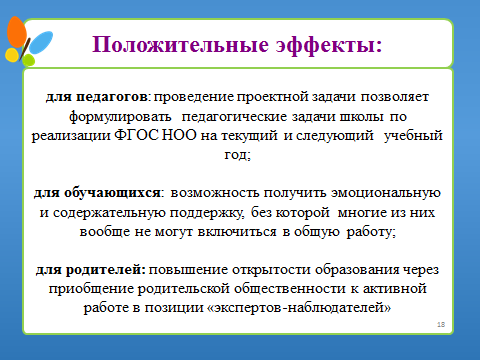 Положительные эффекты:
для педагогов: проведение проектной задачи позволяет
формулировать педагогические задачи школы по
реализации ФГОС НОО на текущий и следующий учебный
год;
для обучающихся: возможность получить эмоциональную
и содержательную поддержку, без которой многие из них
вообще не могут включиться в общую работу;
для родителей: повышение открытости образования через
приобщение родительской общественности к активной
работе в позиции «экспертов-наблюдателей»
18